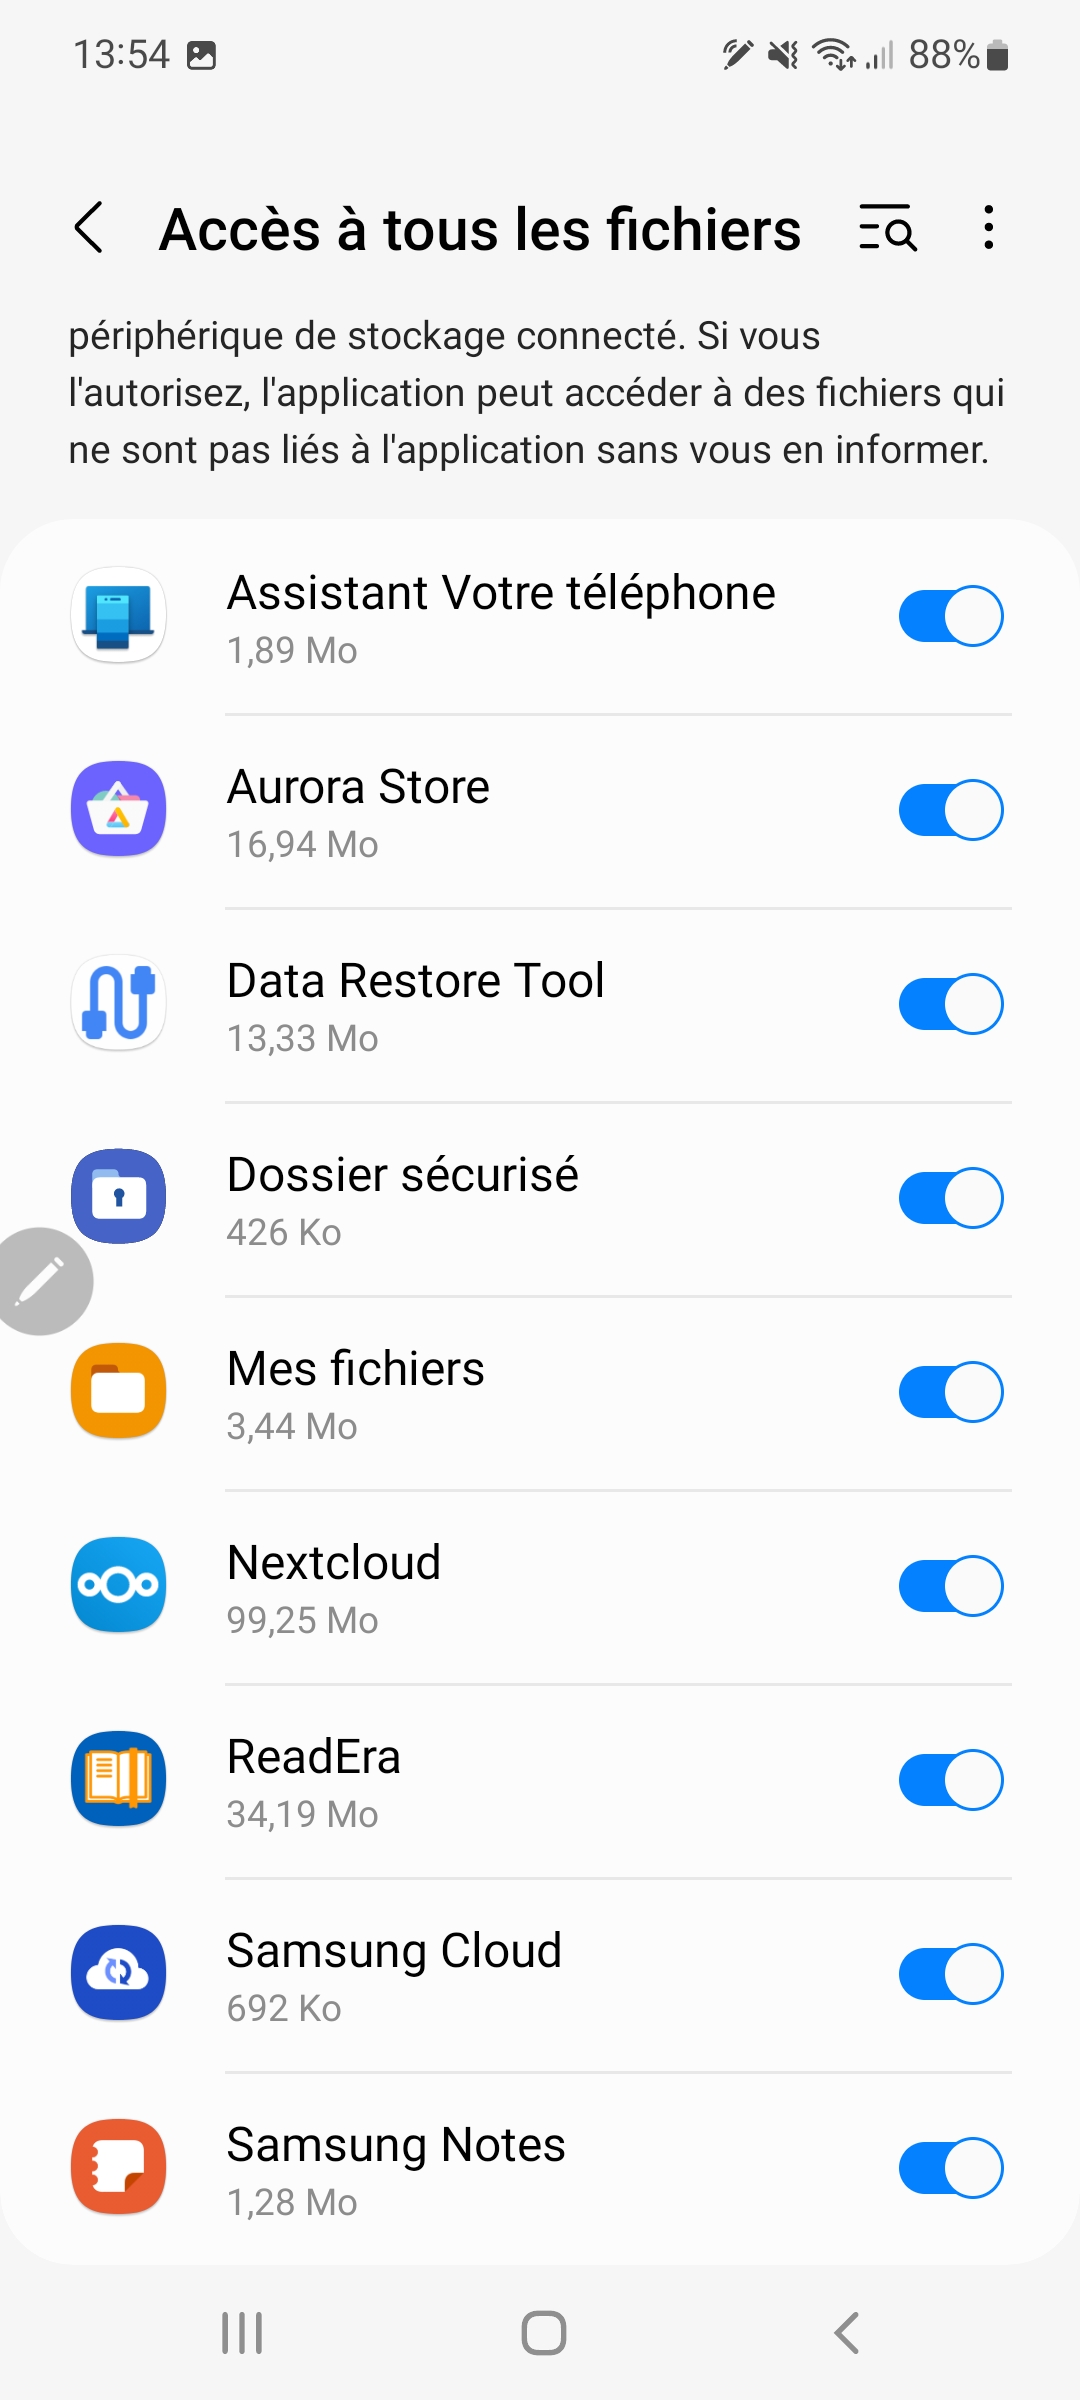 13:54
88%
Accès à tous les fichiers
périphérique de stockage connecté. Si vous
l'autorisez, l'application peut accéder à des fichiers qui
ne sont pas liés à l'application sans vous en informer.
Assistant Votre téléphone
1,89 Mo
Aurora Store
16,94 Mo
Data Restore Tool
13,33 Mo
Dossier sécurisé
426 Ko
Mes fichiers
3,44 Mo
Nextcloud
99,25 Mo
ReadEra
34,19 Mo
Samsung Cloud
692 Ko
Samsung Notes
1,28 Mo